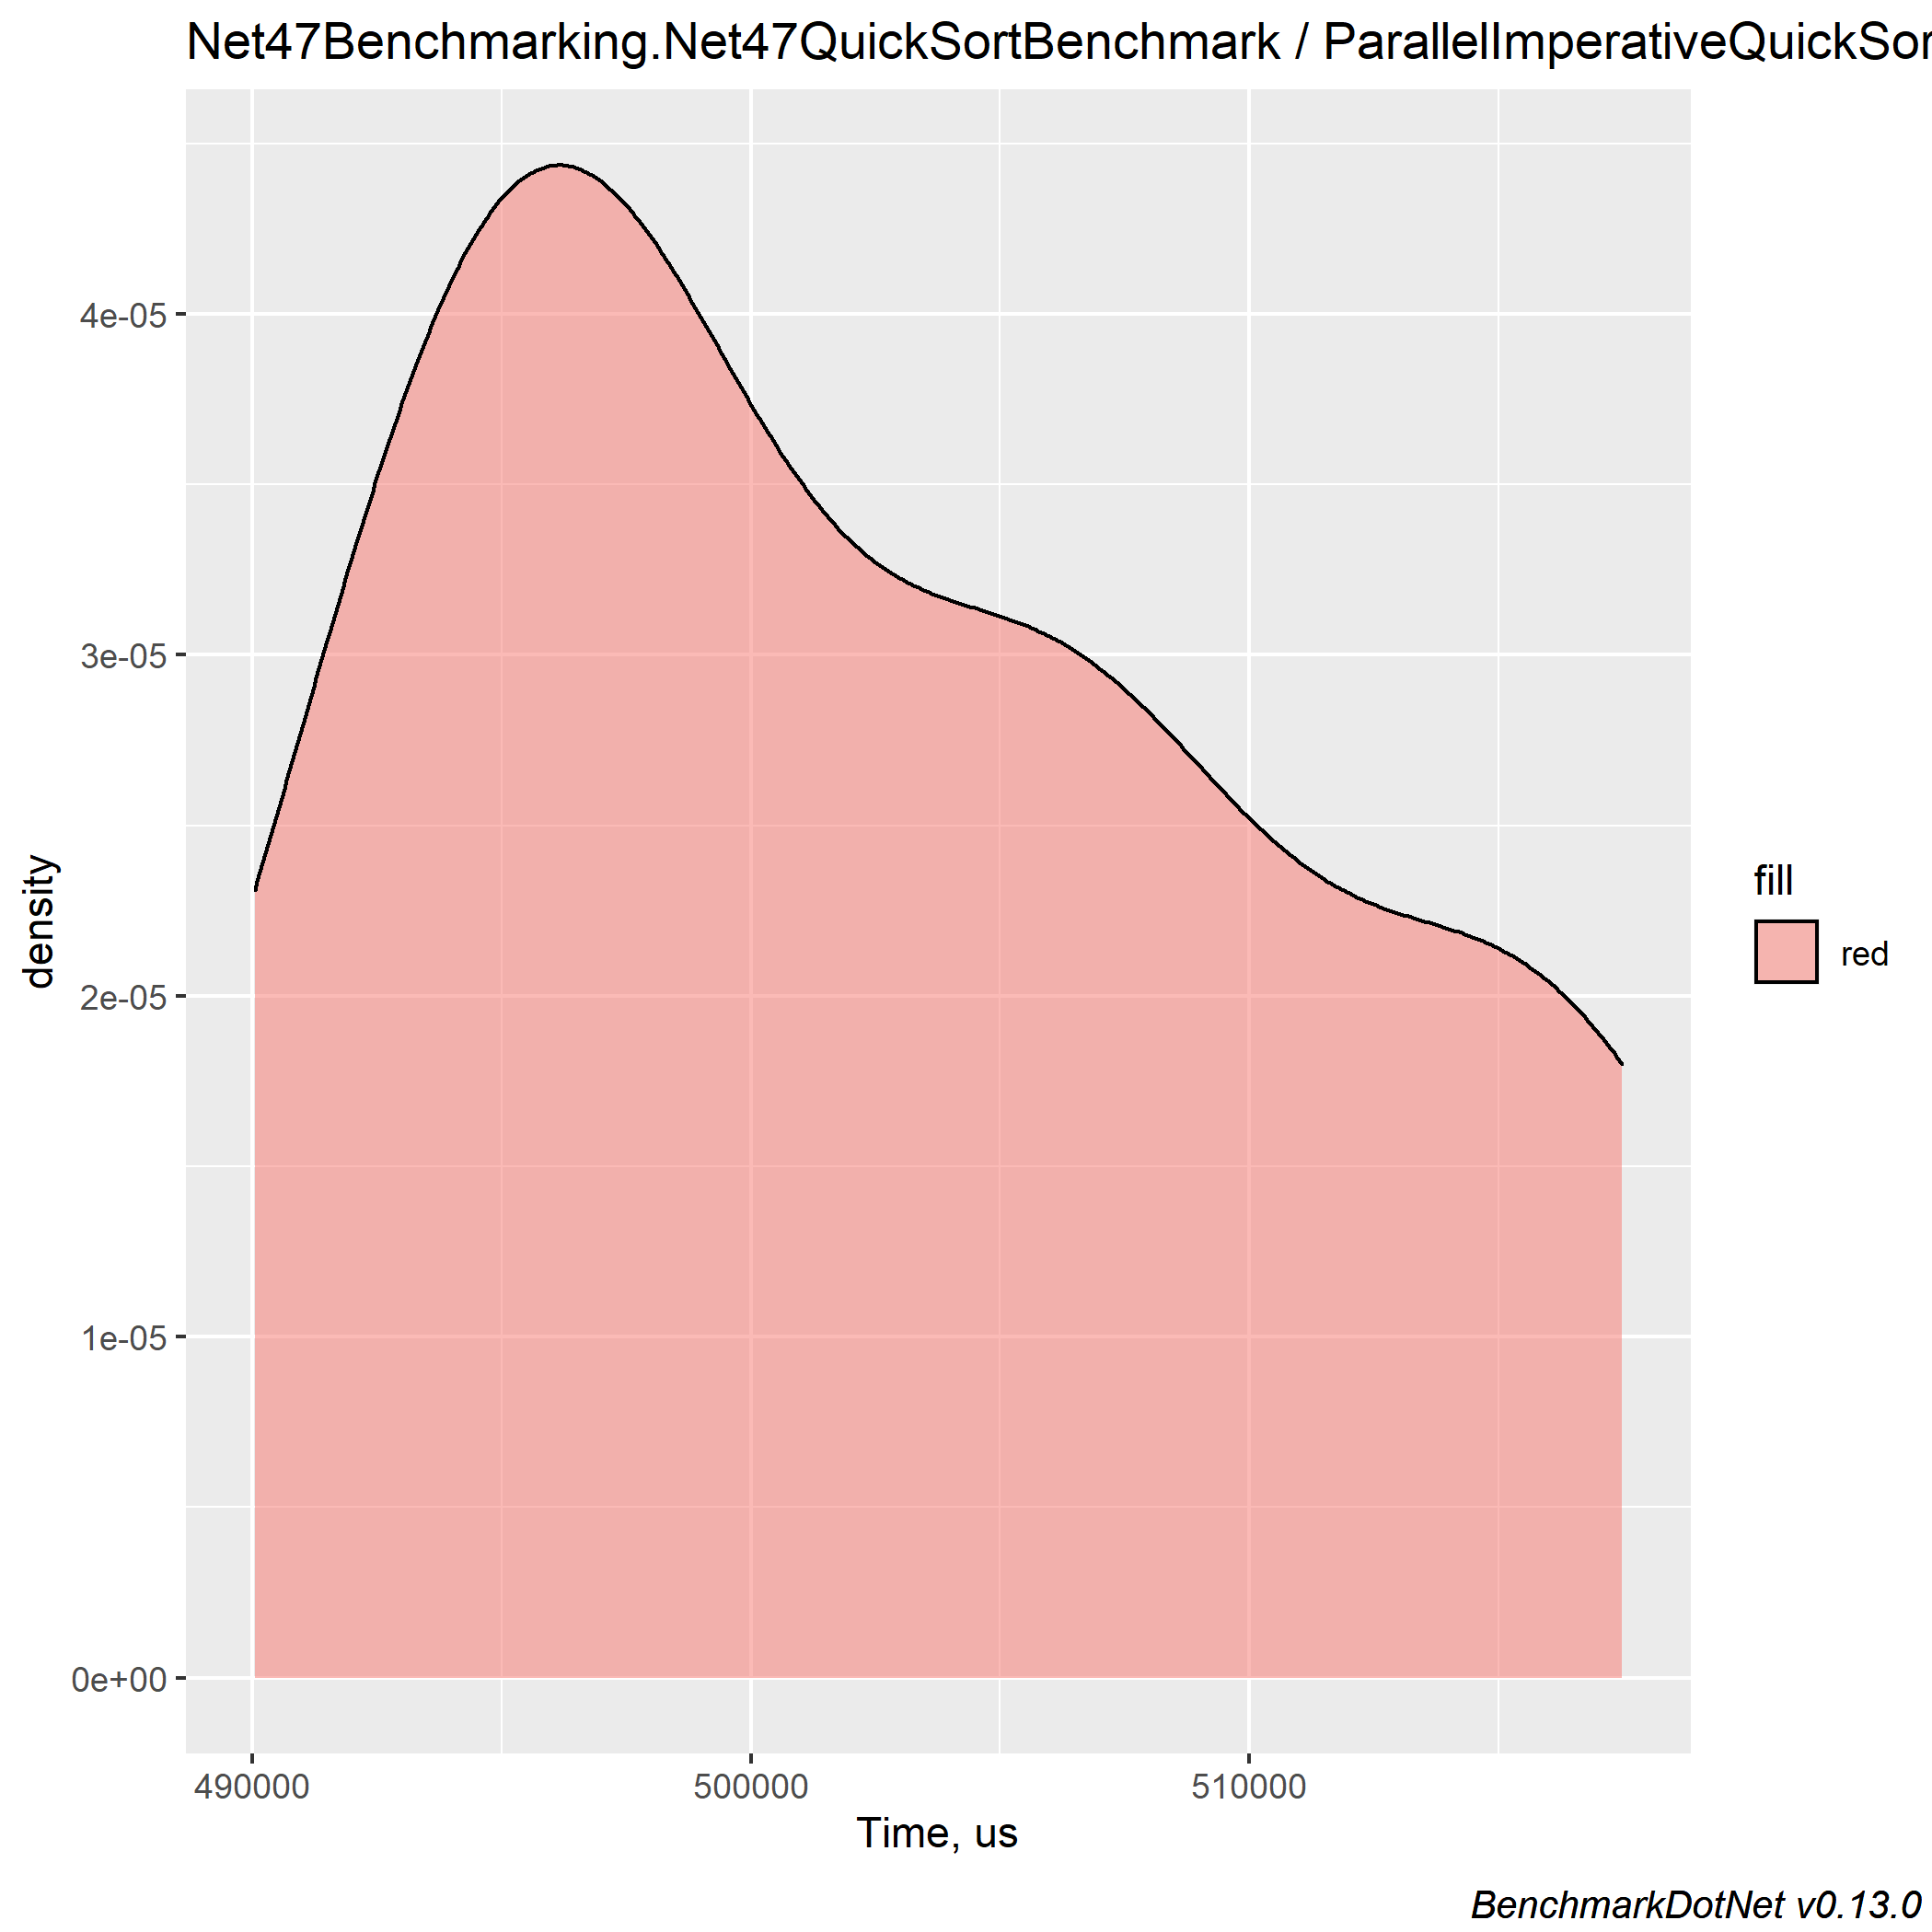 Net47Benchmarking.Net47QuickSortBenchmark / ParallelImperativeQuickSor
4e-05
3e-05
2e-05
1e-05
0e+00
density
490000 500000 510000
Time, us
fill
red
BenchmarkDotNet v0.13.0